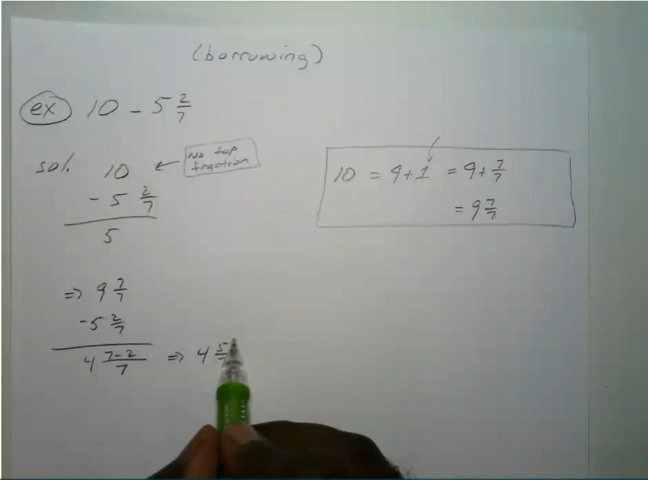 (borrowing)
ex 10 - 5 2/7
sol. 10
No top
fraction
- 5 2/7
5
10 = 9+1 = 9+ 7/7
= 9 7/7
⇒ 9 7/7
-5 2/7
4 7-2/7 ⇒ 4 5